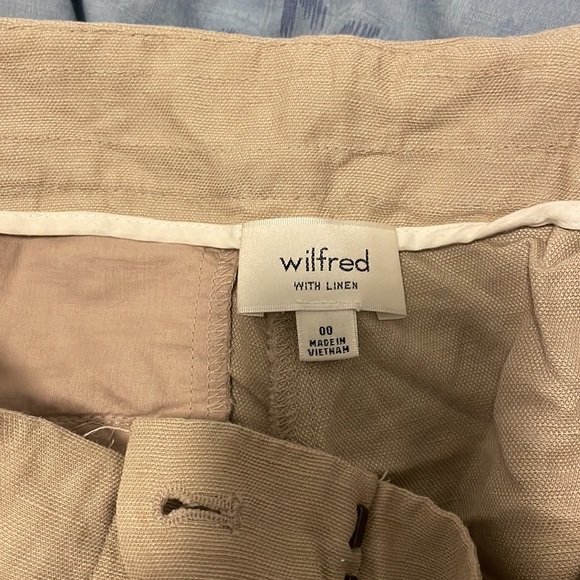 wilfred
WITH LINEN
00
MADE IN
VIETNAM